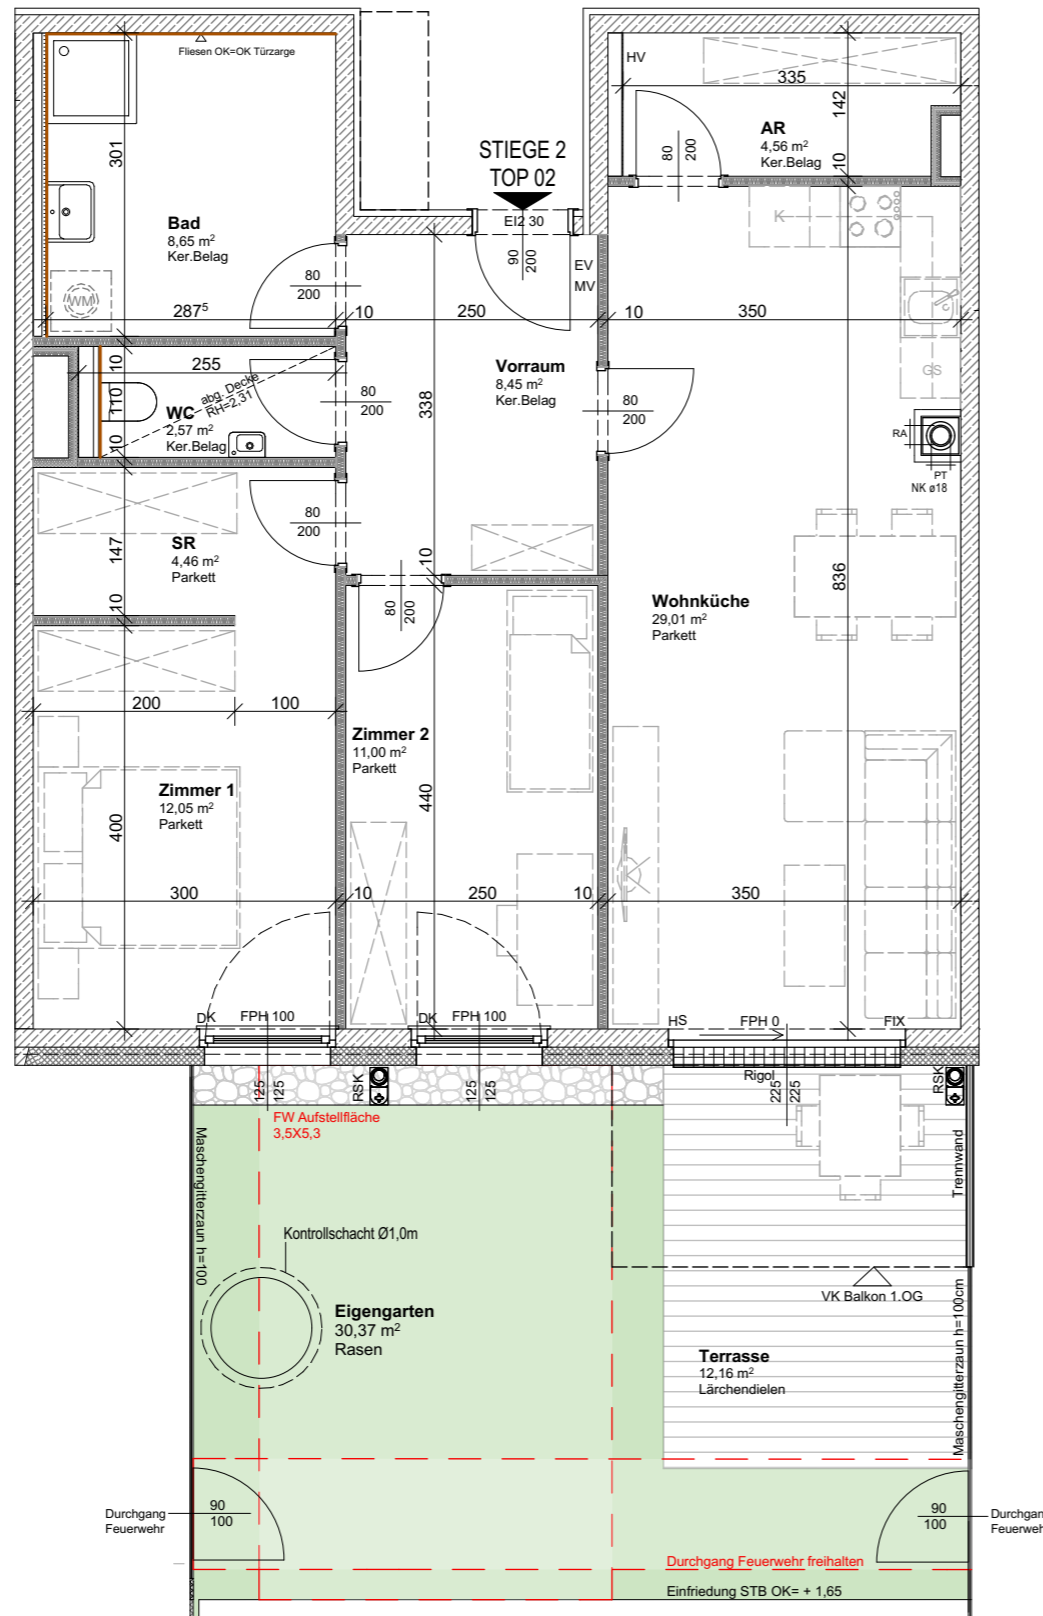 Fliesen OK=OK Türzarge
HV
335
142
STIEGE 2
TOP 02
AR
4,56 m²
Ker.Belag
80
200
10
301
K
EI2 30
Bad
8,65 m²
Ker.Belag
90
200
EV
MV
80
200
WM
287⁵
10
250
10
350
10
255
110
abg. Decke
RH=2,31
WC
2,57 m²
Ker.Belag
10
Vorraum
8,45 m²
Ker.Belag
80
200
338
80
200
GS
RA
PT
NK ø18
80
200
SR
4,46 m²
Parkett
147
10
10
836
80
200
Wohnküche
29,01 m²
Parkett
200
100
Zimmer 2
11,00 m²
Parkett
Zimmer 1
12,05 m²
Parkett
400
440
300
10
250
10
350
DK
FPH 100
DK
FPH 100
HS
FPH 0
FIX
125
125
RSK
125
125
Rigol
225
225
RSK
FW Aufstellfläche
3,5X5,3
Maschengitterzaun h=100
Trennwand
Kontrollschacht Ø1,0m
VK Balkon 1.OG
Eigengarten
30,37 m²
Rasen
Terrasse
12,16 m²
Lärchendielen
Maschengitterzaun h=100cm
Durchgang
Feuerwehr
90
100
90
100
Durchgan
Feuerweh
Durchgang Feuerwehr freihalten
Einfriedung STB OK= + 1,65